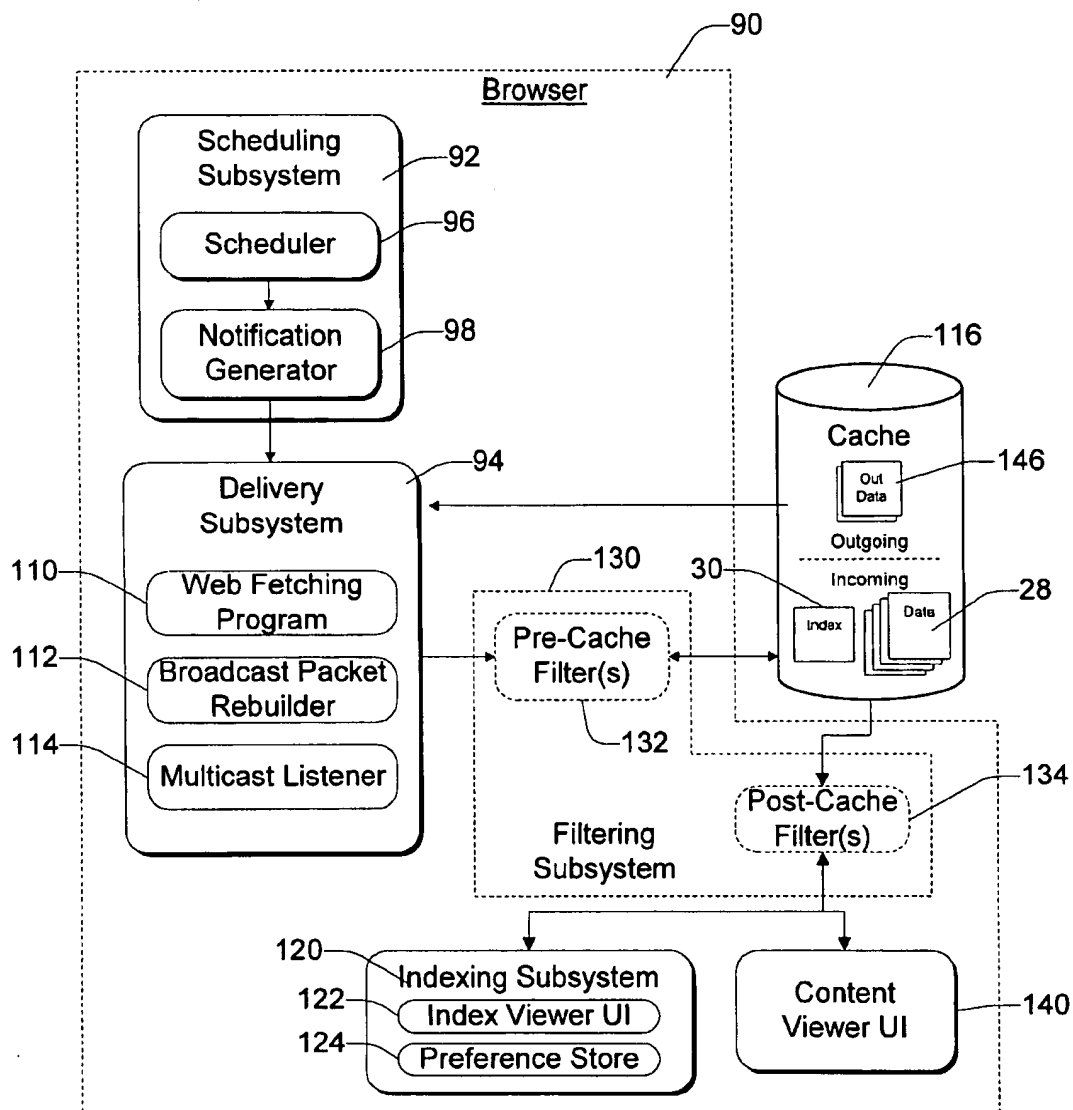 90
Browser
Scheduling
Subsystem
92
Scheduler
96
Notification
Generator
98
116
Cache
Out
Data
146
Outgoing
Incoming
30
Index
Data
28
Delivery
Subsystem
94
110
Web Fetching
Program
112
Broadcast Packet
Rebuilder
114
Multicast Listener
130
Pre-Cache
Filter(s)
132
Post-Cache
Filter(s)
134
Filtering
Subsystem
120
Indexing Subsystem
122
Index Viewer UI
124
Preference Store
Content
Viewer UI
140